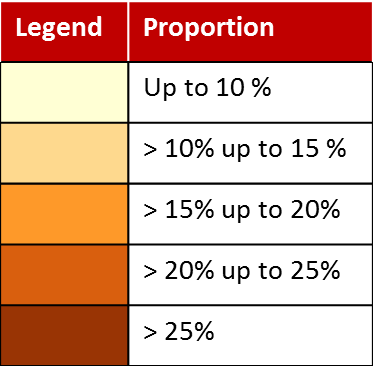 Legend Proportion
Up to 10 %
> 10% up to 15 %
> 15% up to 20%
> 20% up to 25%
> 25%